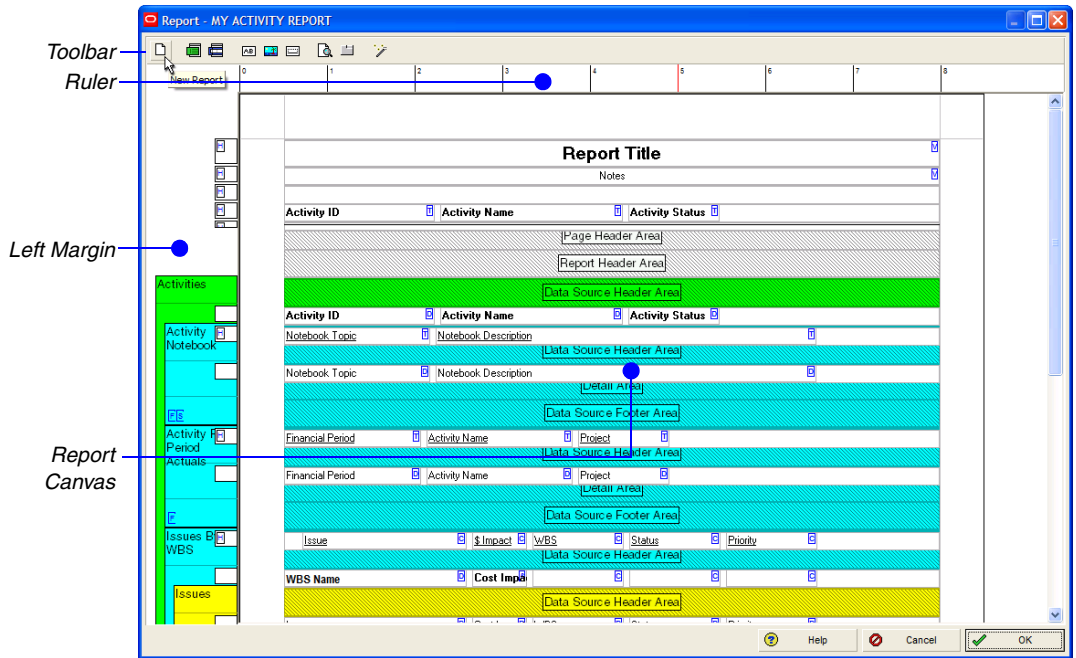 Report - MY ACTIVITY REPORT
Toolbar
AB
New Report
Ruler
0 1 2 3 4 5 6 7 8
H Report Title M
H Notes M
H
H Activity ID T Activity Name T Activity Status T
Page Header Area
Left Margin
Report Header Area
Activities
Data Source Header Area
Activity ID D Activity Name D Activity Status D
Activity Notebook
H Notebook Topic T Notebook Description T
Data Source Header Area
Notebook Topic D Notebook Description D
Detail Area
F S
Data Source Footer Area
Activity F
Period
Actuals
H Financial Period T Activity Name T Project T
Report Canvas
Data Source Header Area
Financial Period D Activity Name D Project D
Detail Area
F
Data Source Footer Area
Issues By WBS
H Issue C $ Impact C WBS C Status C Priority C
Data Source Header Area
WBS Name D Cost Impa C C C
Issues
Data Source Header Area
Help
Cancel
OK